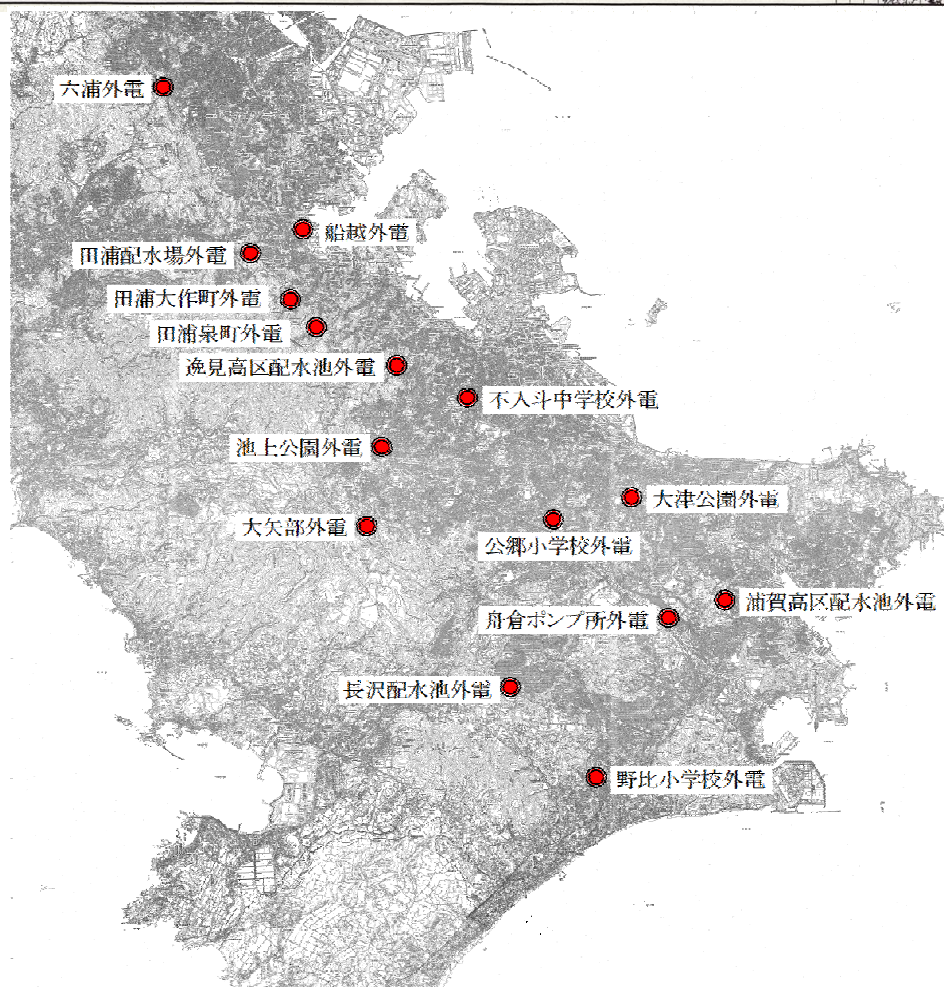 六浦外電
船越外電
田浦配水場外電
田浦大作町外電
田浦泉町外電
逸見高区配水池外電
不入斗中学校外電
池上公園外電
大津公園外電
大矢部外電
公郷小学校外電
浦賀高区配水池外電
舟倉ポンプ所外電
長沢配水池外電
野比小学校外電